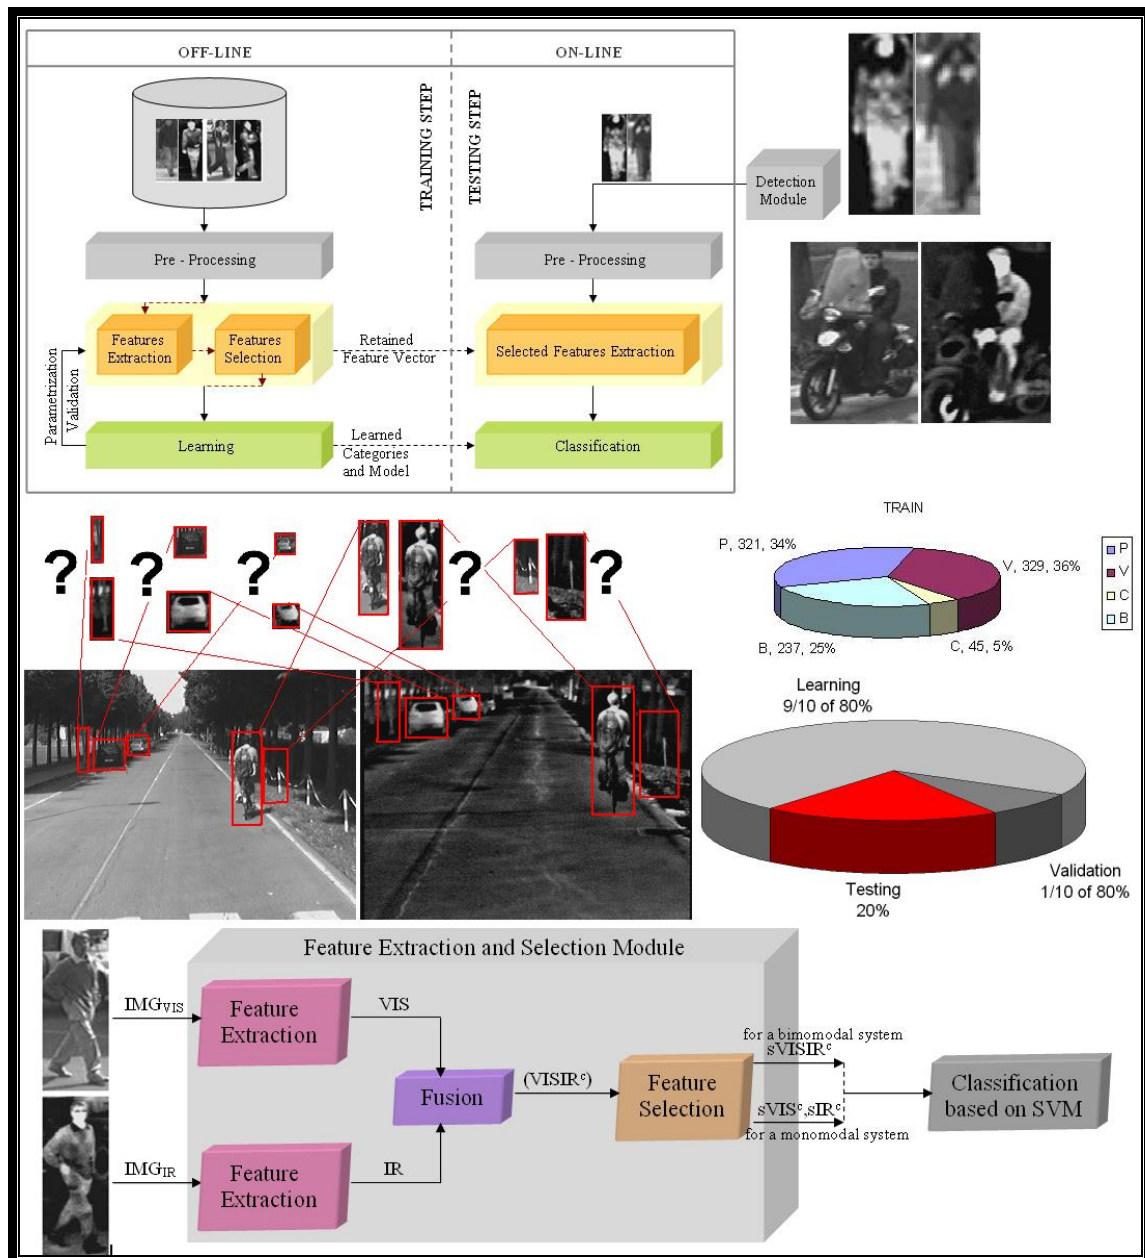 OFF-LINE
ON-LINE
TRAINING STEP
TESTING STEP
Detection
Module
Pre - Processing
Pre - Processing
Features
Extraction
Features
Selection
Retained
Feature Vector
Selected Features Extraction
Parametrization
Validation
Learning
Learned
Categories
and Model
Classification
? ? ? ? ?
TRAIN
P, 321, 34%
V, 329, 36%
B, 237, 25%
C, 45, 5%
P
V
C
B
Learning
9/10 of 80%
Testing
20%
Validation
1/10 of 80%
Feature Extraction and Selection Module
IMGVIS
Feature
Extraction
VIS
Fusion
(VISIRᶜ)
Feature
Selection
for a bimomodal system
sVISIRᶜ
sVISᶜ,sIRᶜ
for a monomodal system
Classification
based on SVM
IMGIR
Feature
Extraction
IR